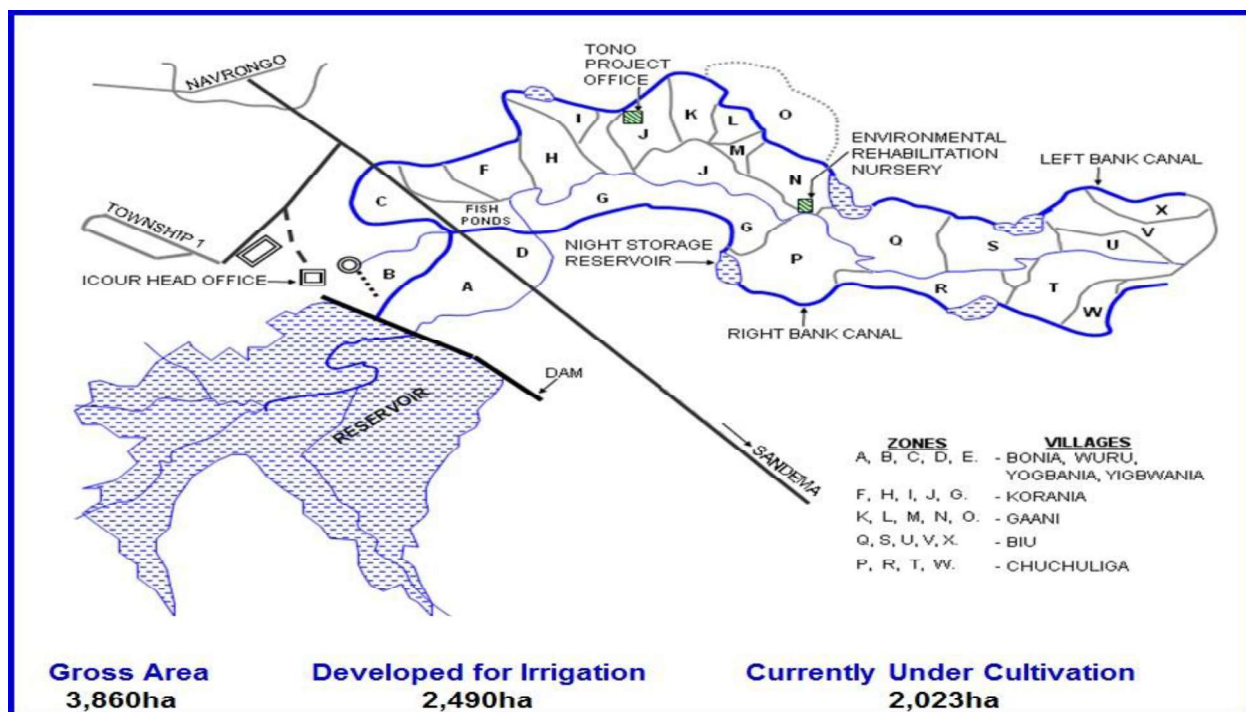 NAVRONGO
TONO
PROJECT
OFFICE
I
J
K
L
O
M
H
F
C
J
N
G
FISH
PONDS
ENVIRONMENTAL
REHABILITATION
NURSERY
LEFT BANK CANAL
X
V
U
S
Q
G
P
R
T
W
TOWNSHIP 1
ICOUR HEAD OFFICE
B
A
D
NIGHT STORAGE
RESERVOIR
RIGHT BANK CANAL
DAM
RESERVOIR
SANDEMA
ZONES VILLAGES
A, B, C, D, E. - BONIA, WURU,
YOGBANIA, YIGBWANIA
F, H, I, J, G. - KORANIA
K, L, M, N, O. - GAANI
Q, S, U, V, X. - BIU
P, R, T, W. - CHUCHULIGA
Gross Area Developed for Irrigation Currently Under Cultivation
3,860ha 2,490ha 2,023ha